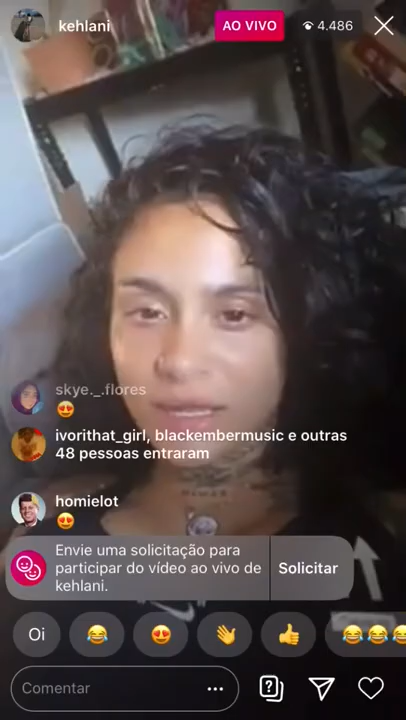 kehlani
AO VIVO
4.486
skye._.flores
😍
ivorithat_girl, blackembermusic e outras
48 pessoas entraram
homielot
😍
Envie uma solicitação para
participar do vídeo ao vivo de
kehlani.
Solicitar
Oi 😂 😍 👋 👍 😂😂😂
Comentar